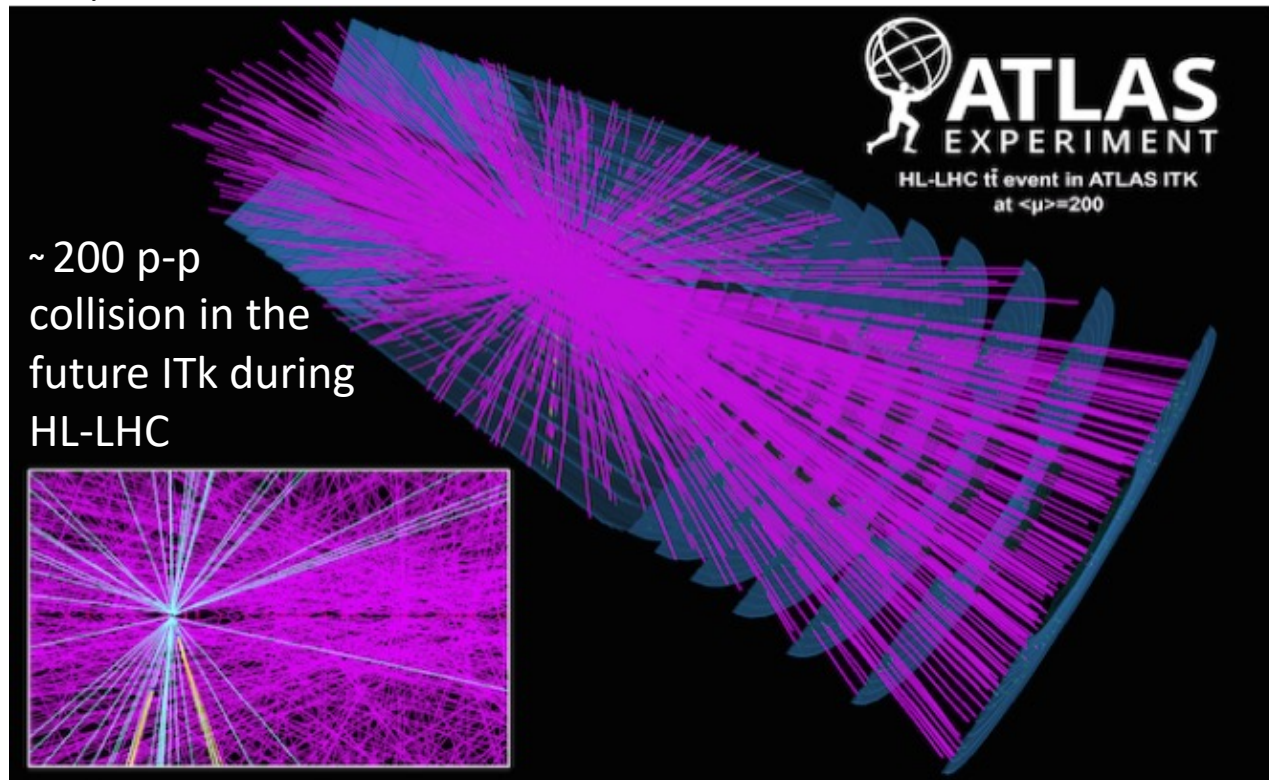 ATLAS
EXPERIMENT
HL-LHC tt̄ event in ATLAS ITK
at <μ>=200
~ 200 p-p
collision in the
future ITk during
HL-LHC